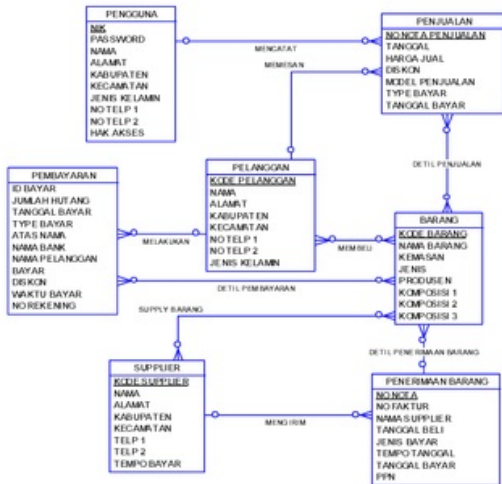 PENGGUNA
NIK
PASSWORD
NAMA
ALAMAT
KABUPATEN
KECAMATAN
JENIS KELAMIN
NO TELP 1
NO TELP 2
HAK AKSES
MENCATAT
MEMESAN
PENJUALAN
NO NOTA PENJUALAN
TANGGAL
HARGA JUAL
DISKON
MODEL PENJUALAN
TYPE BAYAR
TANGGAL BAYAR
DETIL PENJUALAN
PEMBAYARAN
ID BAYAR
JUMLAH HUTANG
TANGGAL BAYAR
TYPE BAYAR
ATAS NAMA
NAMA BANK
NAMA PELANGGAN
BAYAR
DISKON
WAKTU BAYAR
NO REKENING
MELAKUKAN
PELANGGAN
KODE PELANGGAN
NAMA
ALAMAT
KABUPATEN
KECAMATAN
NO TELP 1
NO TELP 2
JENIS KELAMIN
MEMBELI
BARANG
KODE BARANG
NAMA BARANG
KEMASAN
JENIS
PRODUSEN
KOMPOSISI 1
KOMPOSISI 2
KOMPOSISI 3
DETIL PEMBAYARAN
SUPPLY BARANG
DETIL PENERIMAAN BARANG
SUPPLIER
KODE SUPPLIER
NAMA
ALAMAT
KABUPATEN
KECAMATAN
TELP 1
TELP 2
TEMPO BAYAR
MENGIRIM
PENERIMAAN BARANG
NO NOTA
NO FAKTUR
NAMA SUPPLIER
TANGGAL BELI
JENIS BAYAR
TEMPO TANGGAL
TANGGAL BAYAR
PPN